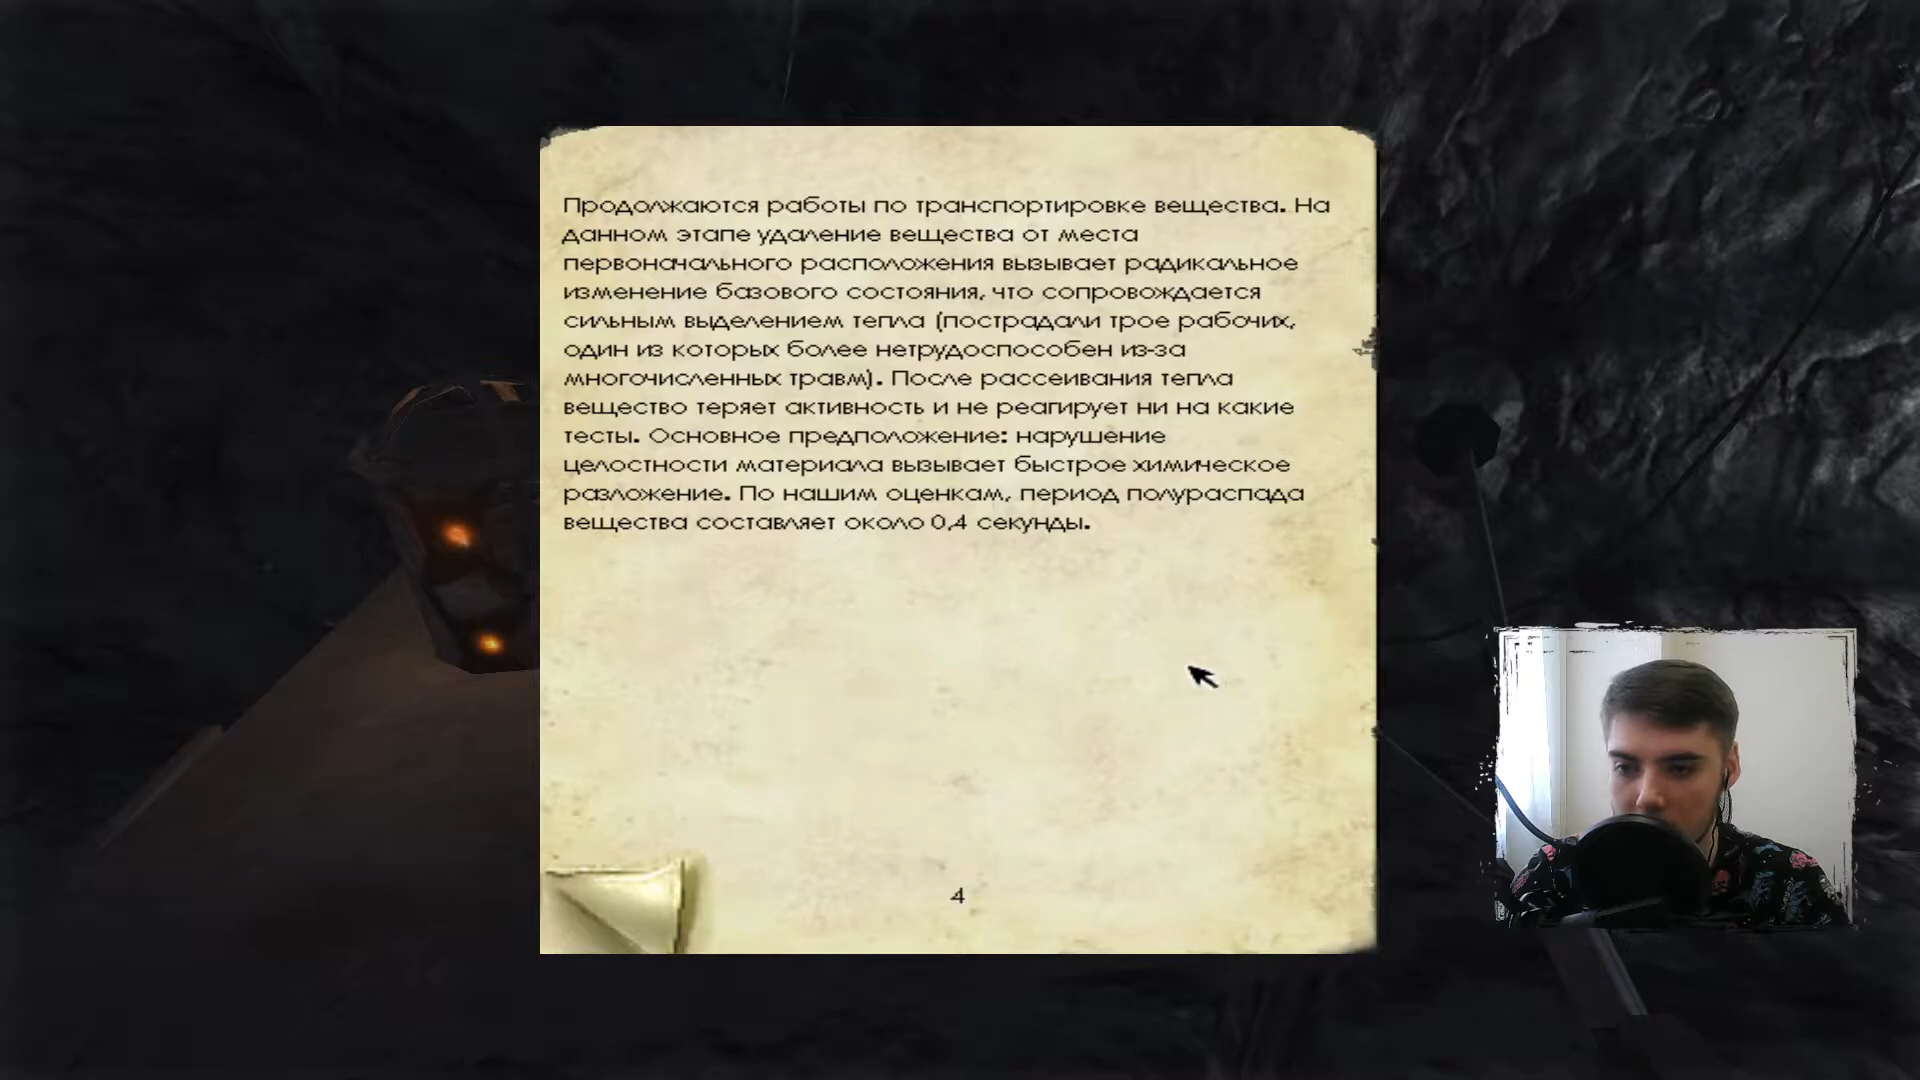 Продолжаются работы по транспортировке вещества. На
данном этапе удаление вещества от места
первоначального расположения вызывает радикальное
изменение базового состояния, что сопровождается
сильным выделением тепла (пострадали трое рабочих,
один из которых более нетрудоспособен из-за
многочисленных травм). После рассеивания тепла
вещество теряет активность и не реагирует ни на какие
тесты. Основное предположение: нарушение
целостности материала вызывает быстрое химическое
разложение. По нашим оценкам, период полураспада
вещества составляет около 0,4 секунды.
4